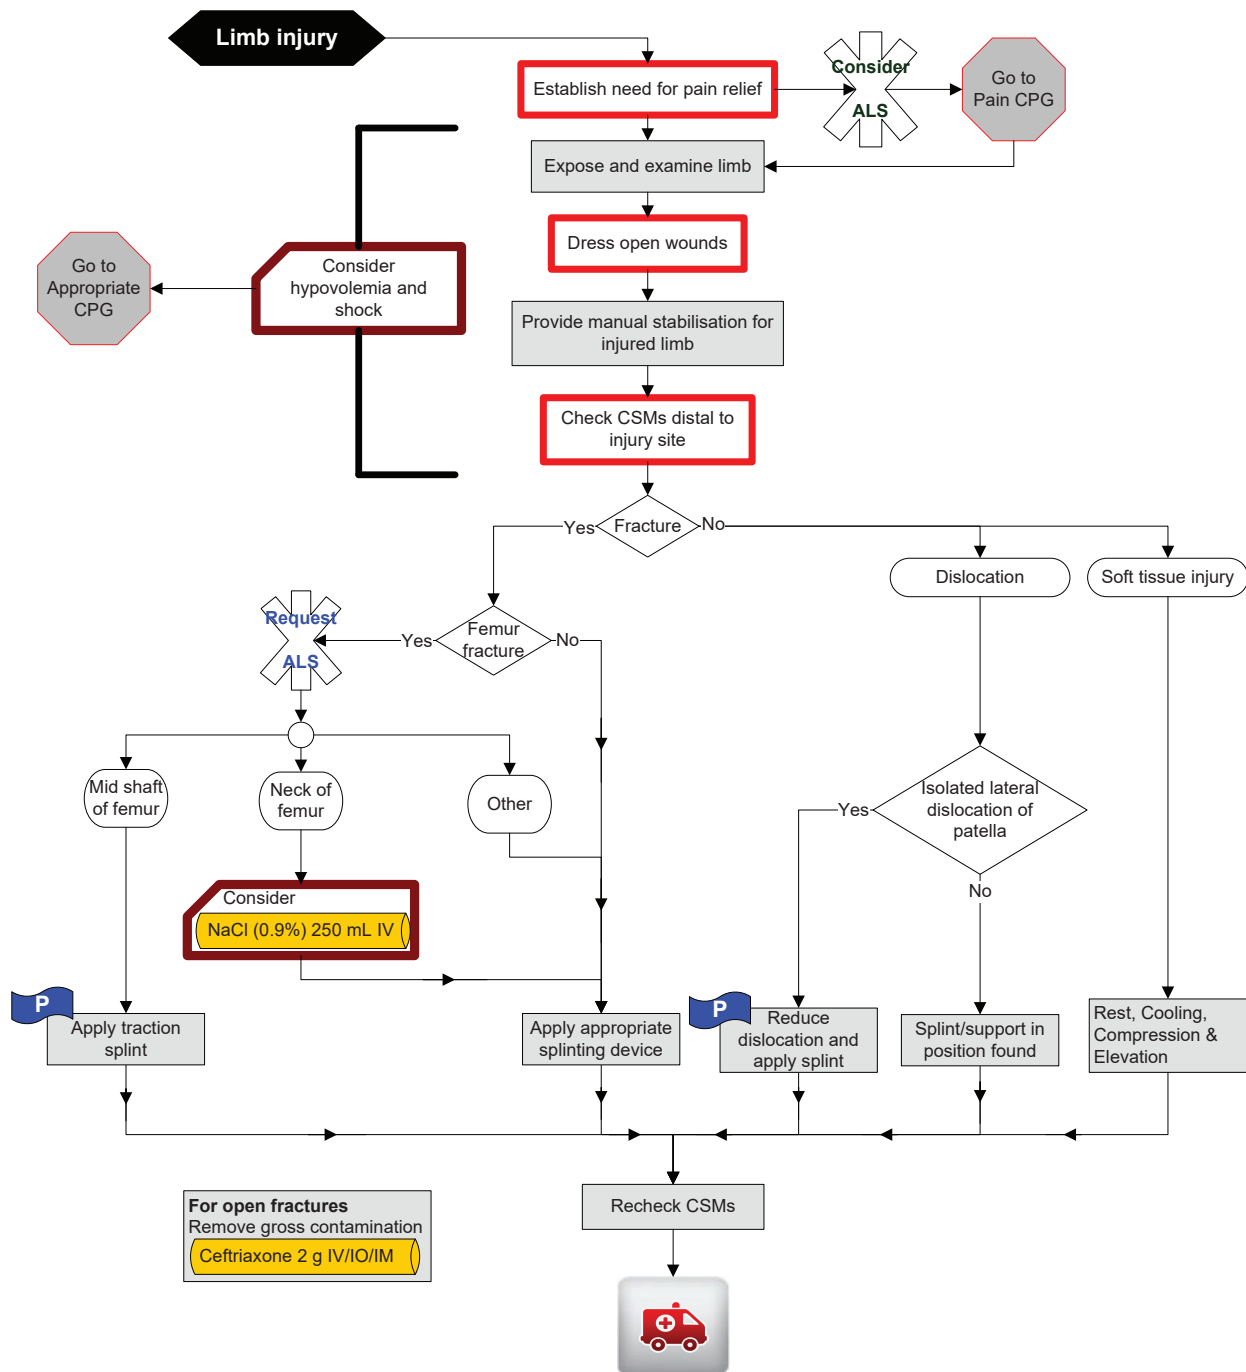 Limb injury
Establish need for pain relief
Consider
ALS
Go to
Pain CPG
Expose and examine limb
Dress open wounds
Go to
Appropriate
CPG
Consider
hypovolemia and
shock
Provide manual stabilisation for
injured limb
Check CSMs distal to
injury site
Yes
Fracture
No
Dislocation
Soft tissue injury
Request
ALS
Yes
Femur
fracture
No
Mid shaft
of femur
Neck of
femur
Other
Isolated lateral
dislocation of
patella
Yes
No
Consider
NaCl (0.9%) 250 mL IV
P
Apply traction
splint
Apply appropriate
splinting device
P
Reduce
dislocation and
apply splint
Splint/support in
position found
Rest, Cooling,
Compression &
Elevation
For open fractures
Remove gross contamination
Ceftriaxone 2 g IV/IO/IM
Recheck CSMs